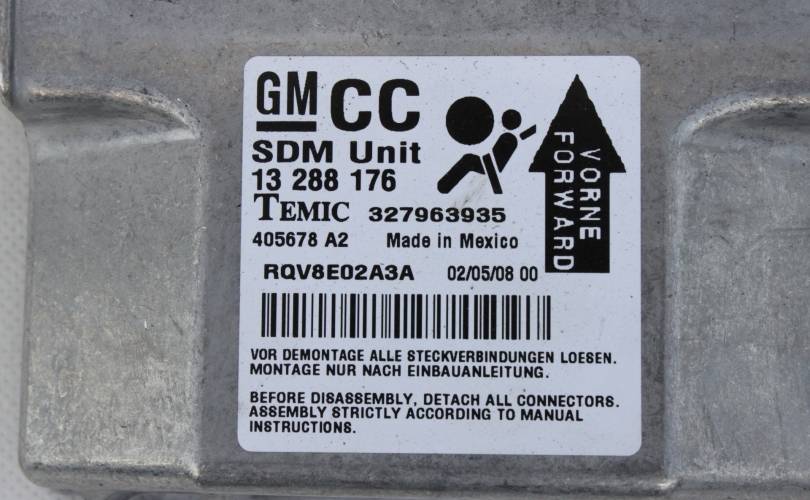 GM CC
SDM Unit
13 288 176
TEMIC 327963935
405678 A2 Made in Mexico
RQV8E02A3A 02/05/08 00
VORNE
FORWARD
VOR DEMONTAGE ALLE STECKVERBINDUNGEN LOESEN.
MONTAGE NUR NACH EINBAUANLEITUNG.
BEFORE DISASSEMBLY, DETACH ALL CONNECTORS.
ASSEMBLY STRICTLY ACCORDING TO MANUAL
INSTRUCTIONS.